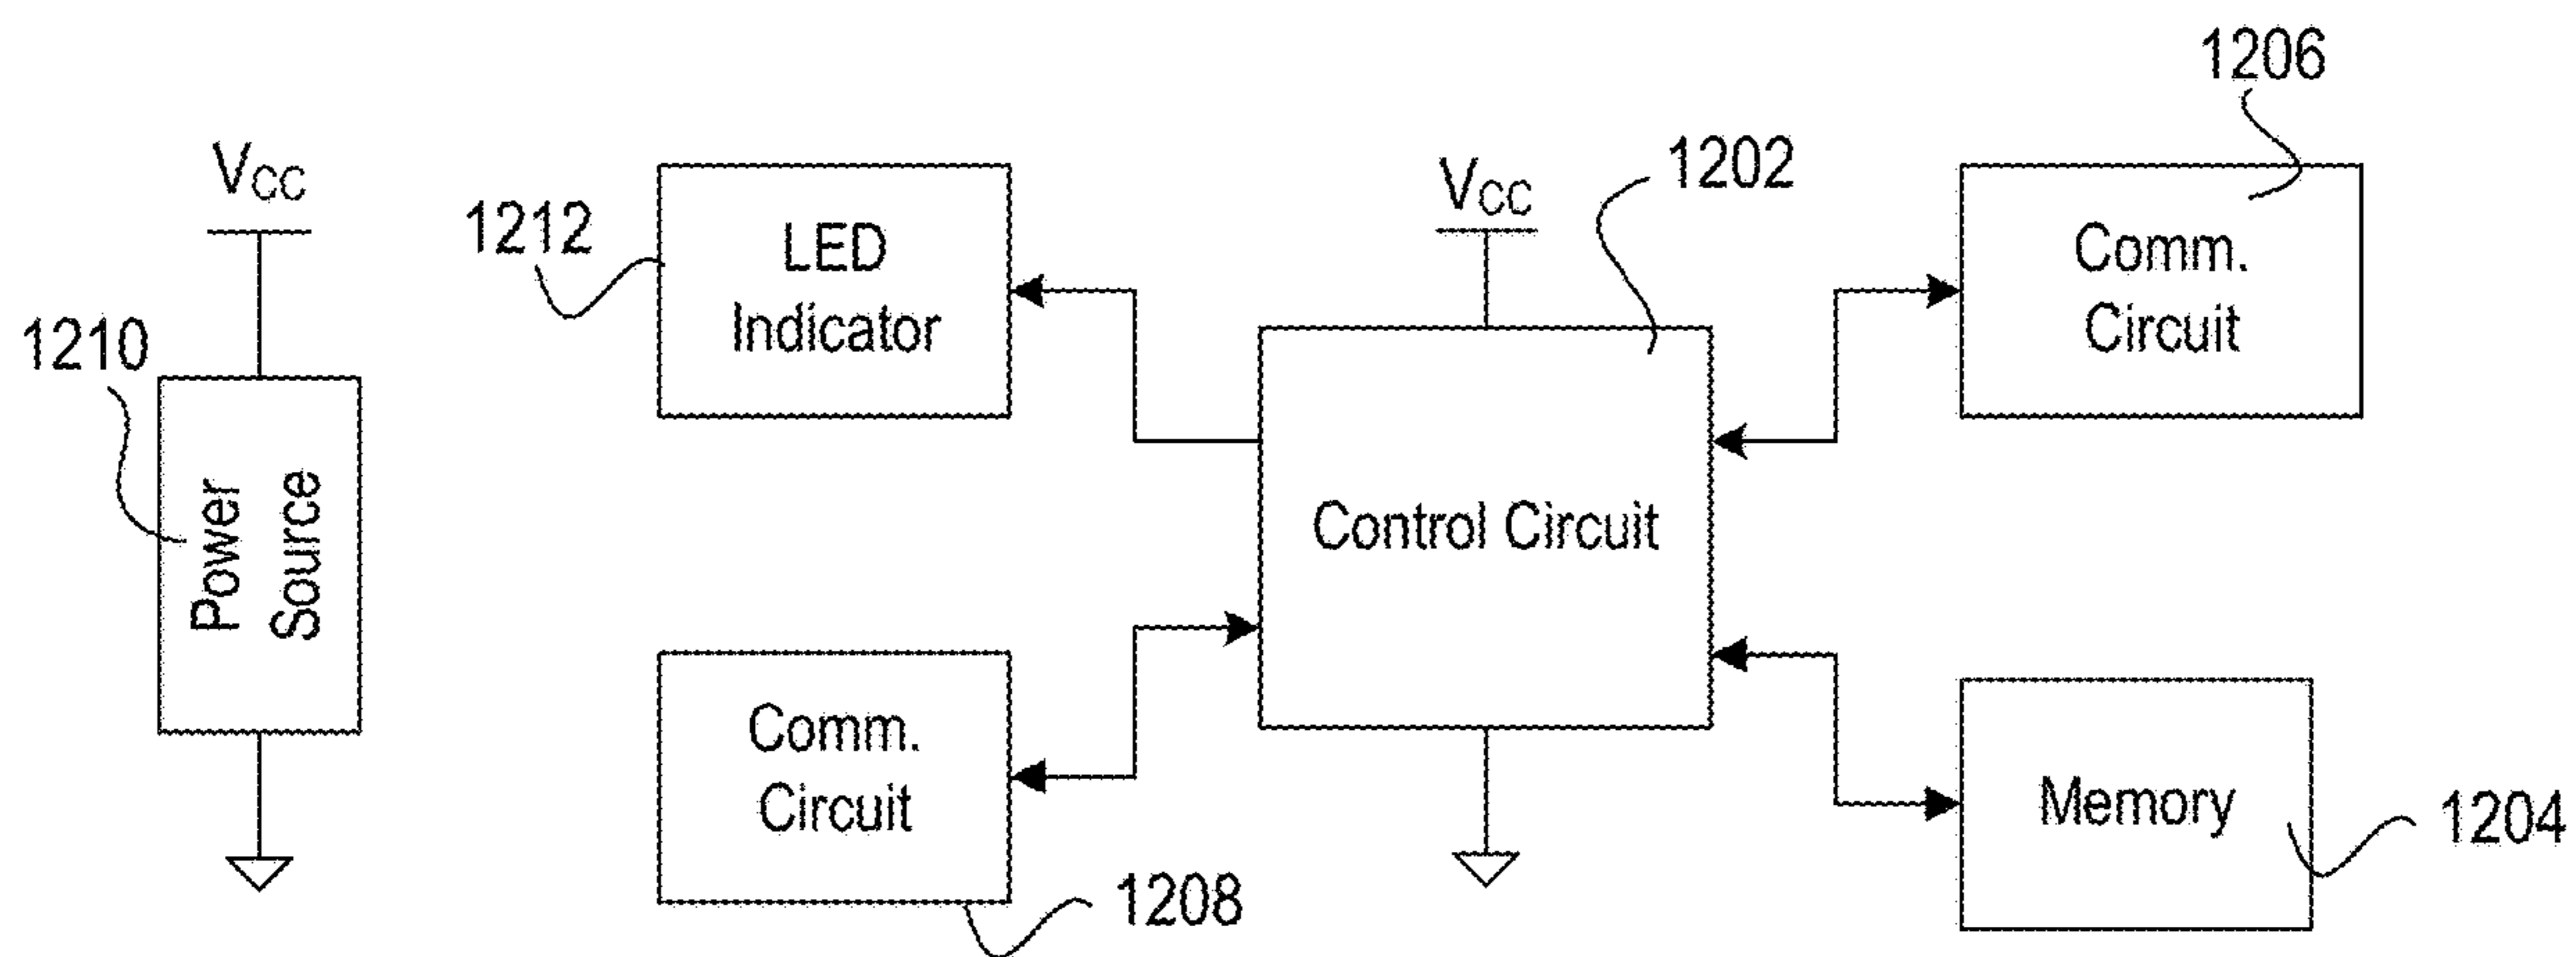 1206
1202
VCC
VCC
1212
LED
Indicator
Comm.
Circuit
1210
Power
Source
Control Circuit
Comm.
Circuit
Memory
1204
1208